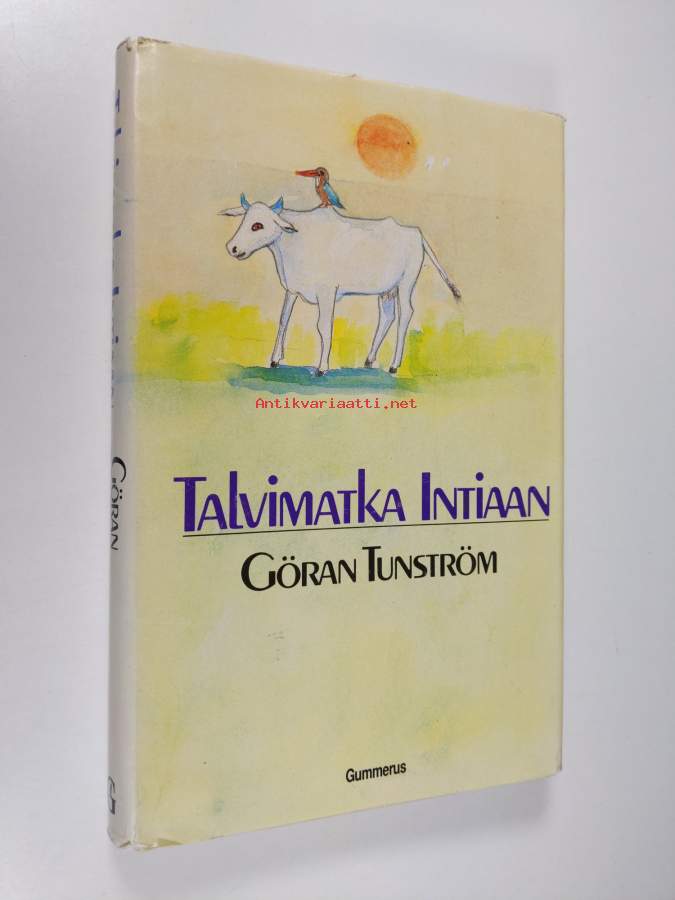 Antikvariaatti.net
Talvimatka Intiaan
Göran Tunström
Gummerus
Göran
G